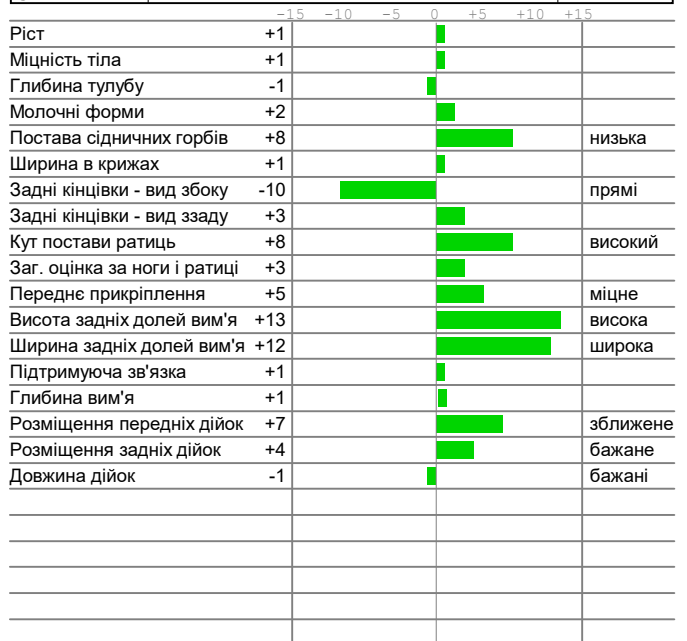 -15 -10 -5 0 +5 +10 +15
Ріст +1
Міцність тіла +1
Глибина тулубу -1
Молочні форми +2
Постава сідничних горбів +8 низька
Ширина в крижах +1
Задні кінцівки - вид збоку -10 прямі
Задні кінцівки - вид ззаду +3
Кут постави ратиць +8 високий
Заг. оцінка за ноги і ратиці +3
Переднє прикріплення +5 міцне
Висота задніх долей вим'я +13 висока
Ширина задніх долей вим'я +12 широка
Підтримуюча зв'язка +1
Глибина вим'я +1
Розміщення передніх дійок +7 зближене
Розміщення задніх дійок +4 бажане
Довжина дійок -1 бажані